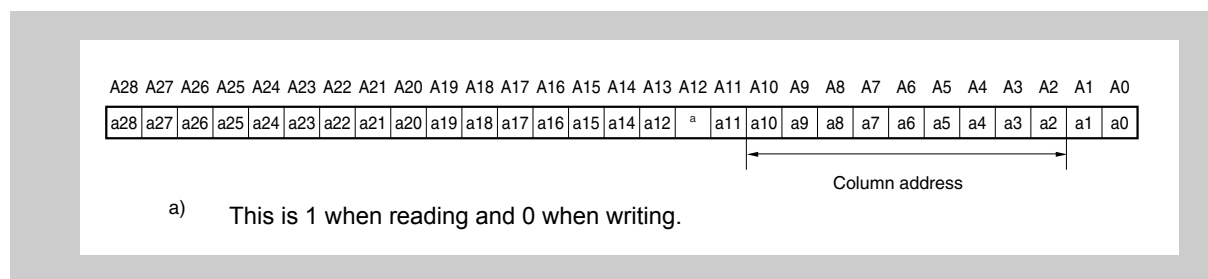 A28 A27 A26 A25 A24 A23 A22 A21 A20 A19 A18 A17 A16 A15 A14 A13 A12 A11 A10 A9 A8 A7 A6 A5 A4 A3 A2 A1 A0
a28 a27 a26 a25 a24 a23 a22 a21 a20 a19 a18 a17 a16 a15 a14 a12 a a11 a10 a9 a8 a7 a6 a5 a4 a3 a2 a1 a0
Column address
a) This is 1 when reading and 0 when writing.